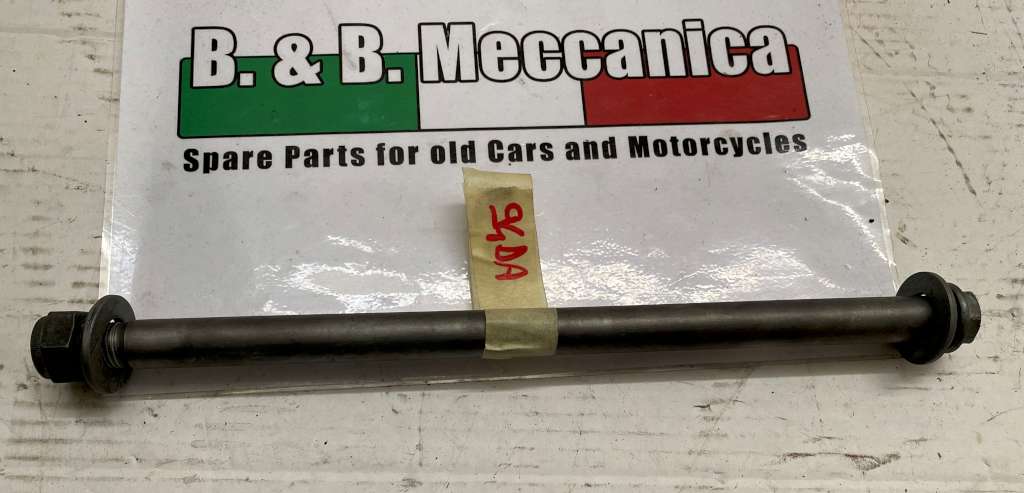 B. & B. Meccanica
Spare Parts for old Cars and Motorcycles